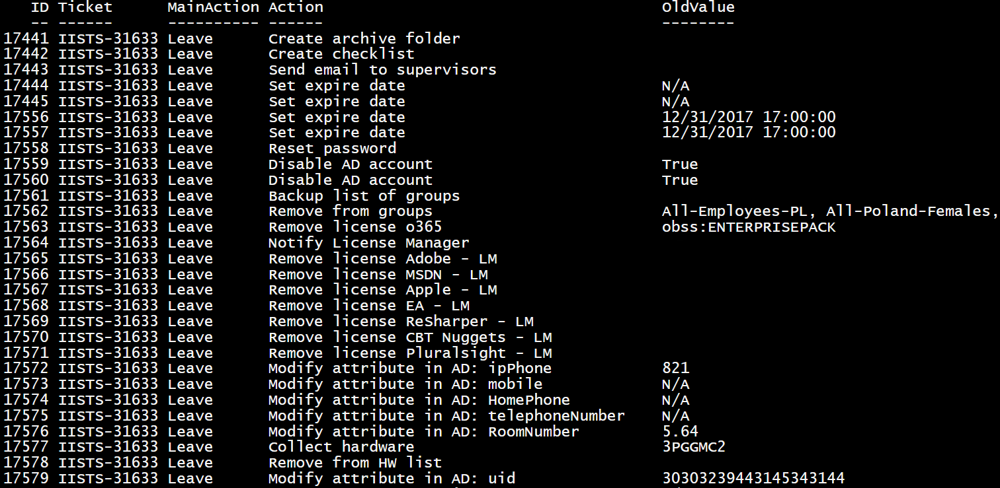 ID Ticket MainAction Action OldValue
-- ------ ---------- ------ --------
17441 IISTS-31633 Leave Create archive folder
17442 IISTS-31633 Leave Create checklist
17443 IISTS-31633 Leave Send email to supervisors
17444 IISTS-31633 Leave Set expire date N/A
17445 IISTS-31633 Leave Set expire date N/A
17556 IISTS-31633 Leave Set expire date 12/31/2017 17:00:00
17557 IISTS-31633 Leave Set expire date 12/31/2017 17:00:00
17558 IISTS-31633 Leave Reset password
17559 IISTS-31633 Leave Disable AD account True
17560 IISTS-31633 Leave Disable AD account True
17561 IISTS-31633 Leave Backup list of groups
17562 IISTS-31633 Leave Remove from groups All-Employees-PL, All-Poland-Females,
17563 IISTS-31633 Leave Remove license o365 obss:ENTERPRISEPACK
17564 IISTS-31633 Leave Notify License Manager
17565 IISTS-31633 Leave Remove license Adobe - LM
17566 IISTS-31633 Leave Remove license MSDN - LM
17567 IISTS-31633 Leave Remove license Apple - LM
17568 IISTS-31633 Leave Remove license EA - LM
17569 IISTS-31633 Leave Remove license ReSharper - LM
17570 IISTS-31633 Leave Remove license CBT Nuggets - LM
17571 IISTS-31633 Leave Remove license Pluralsight - LM
17572 IISTS-31633 Leave Modify attribute in AD: ipPhone 821
17573 IISTS-31633 Leave Modify attribute in AD: mobile N/A
17574 IISTS-31633 Leave Modify attribute in AD: HomePhone N/A
17575 IISTS-31633 Leave Modify attribute in AD: telephoneNumber N/A
17576 IISTS-31633 Leave Modify attribute in AD: RoomNumber 5.64
17577 IISTS-31633 Leave Collect hardware 3PGGMC2
17578 IISTS-31633 Leave Remove from HW list
17579 IISTS-31633 Leave Modify attribute in AD: uid 30303239443145343144